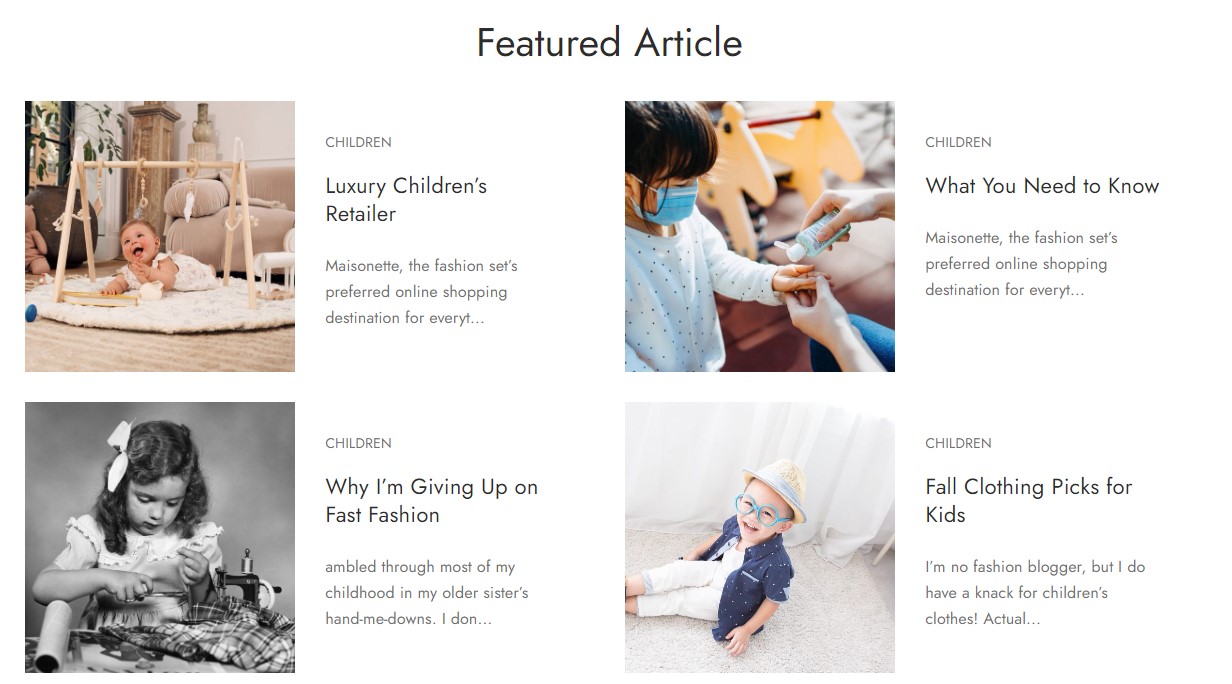 Featured Article
CHILDREN
Luxury Children's
Retailer
Maisonette, the fashion set's
preferred online shopping
destination for everyt...
CHILDREN
What You Need to Know
Maisonette, the fashion set's
preferred online shopping
destination for everyt...
CHILDREN
Why I'm Giving Up on
Fast Fashion
ambled through most of my
childhood in my older sister's
hand-me-downs. I don...
CHILDREN
Fall Clothing Picks for
Kids
I'm no fashion blogger, but I do
have a knack for children's
clothes! Actual...